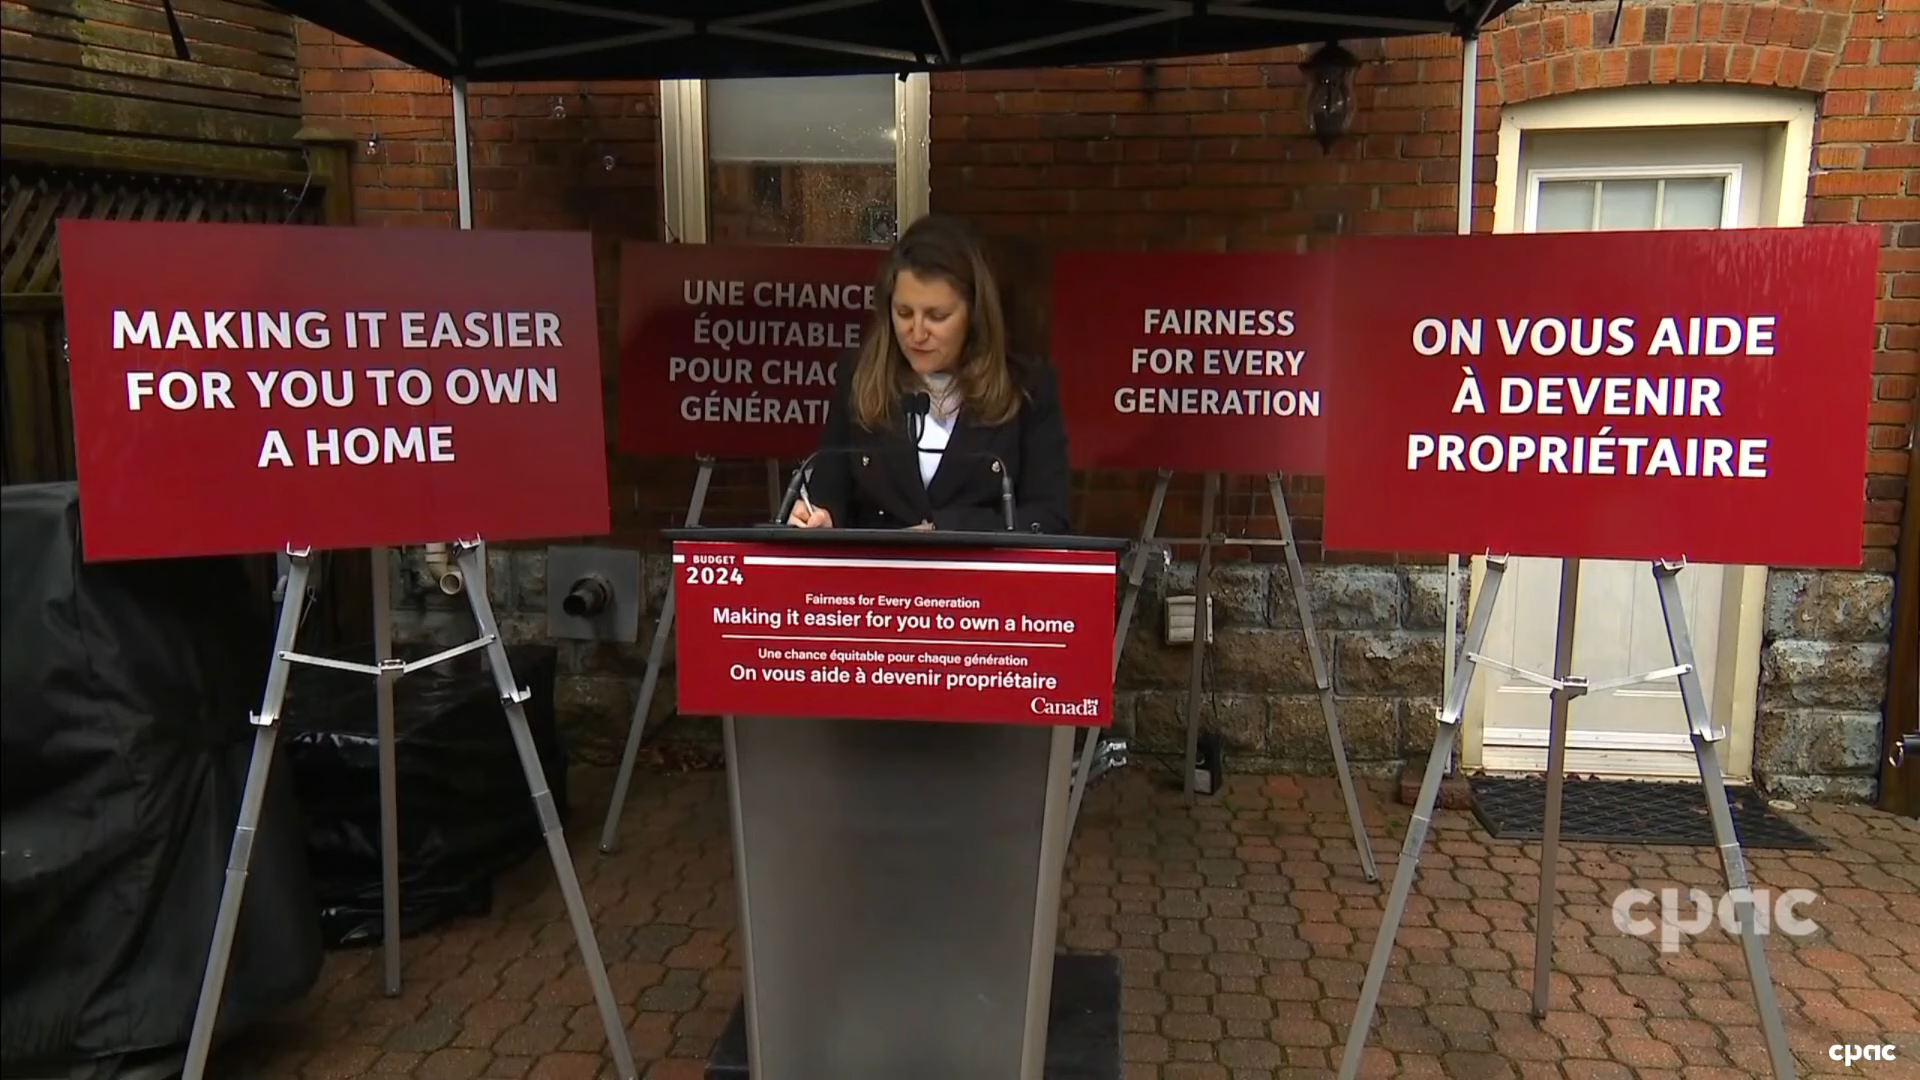 MAKING IT EASIER
FOR YOU TO OWN
A HOME
UNE CHANCE
ÉQUITABLE
POUR
FAIRNESS
FOR EVERY
GENERATION
ON VOUS AIDE
À DEVENIR
PROPRIÉTAIRE
BUDGET
2024
Fairness for Every Generation
Making it easier for you to own a home
Une chance équitable pour chaque génération
On vous aide à devenir propriétaire
Canada
cpac
cpac